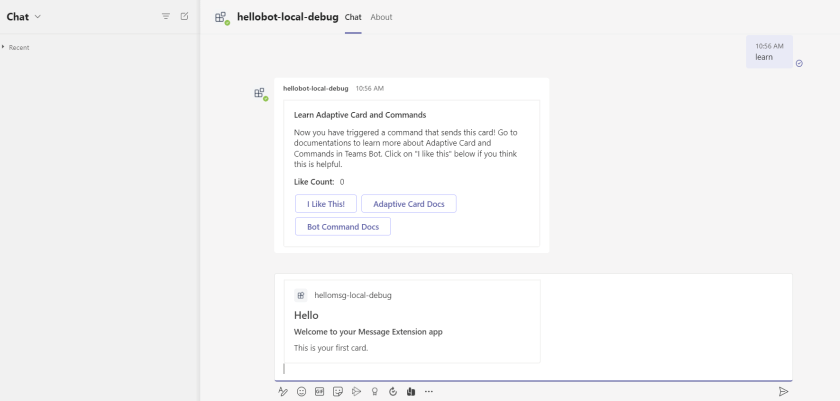 Chat
hellobot-local-debug Chat About
Recent
10:56 AM
learn
hellobot-local-debug 10:56 AM
Learn Adaptive Card and Commands
Now you have triggered a command that sends this card! Go to
documentations to learn more about Adaptive Card and
Commands in Teams Bot. Click on "I like this" below if you think
this is helpful.
Like Count: 0
I Like This! Adaptive Card Docs
Bot Command Docs
hellomsg-local-debug
Hello
Welcome to your Message Extension app
This is your first card.
GIF